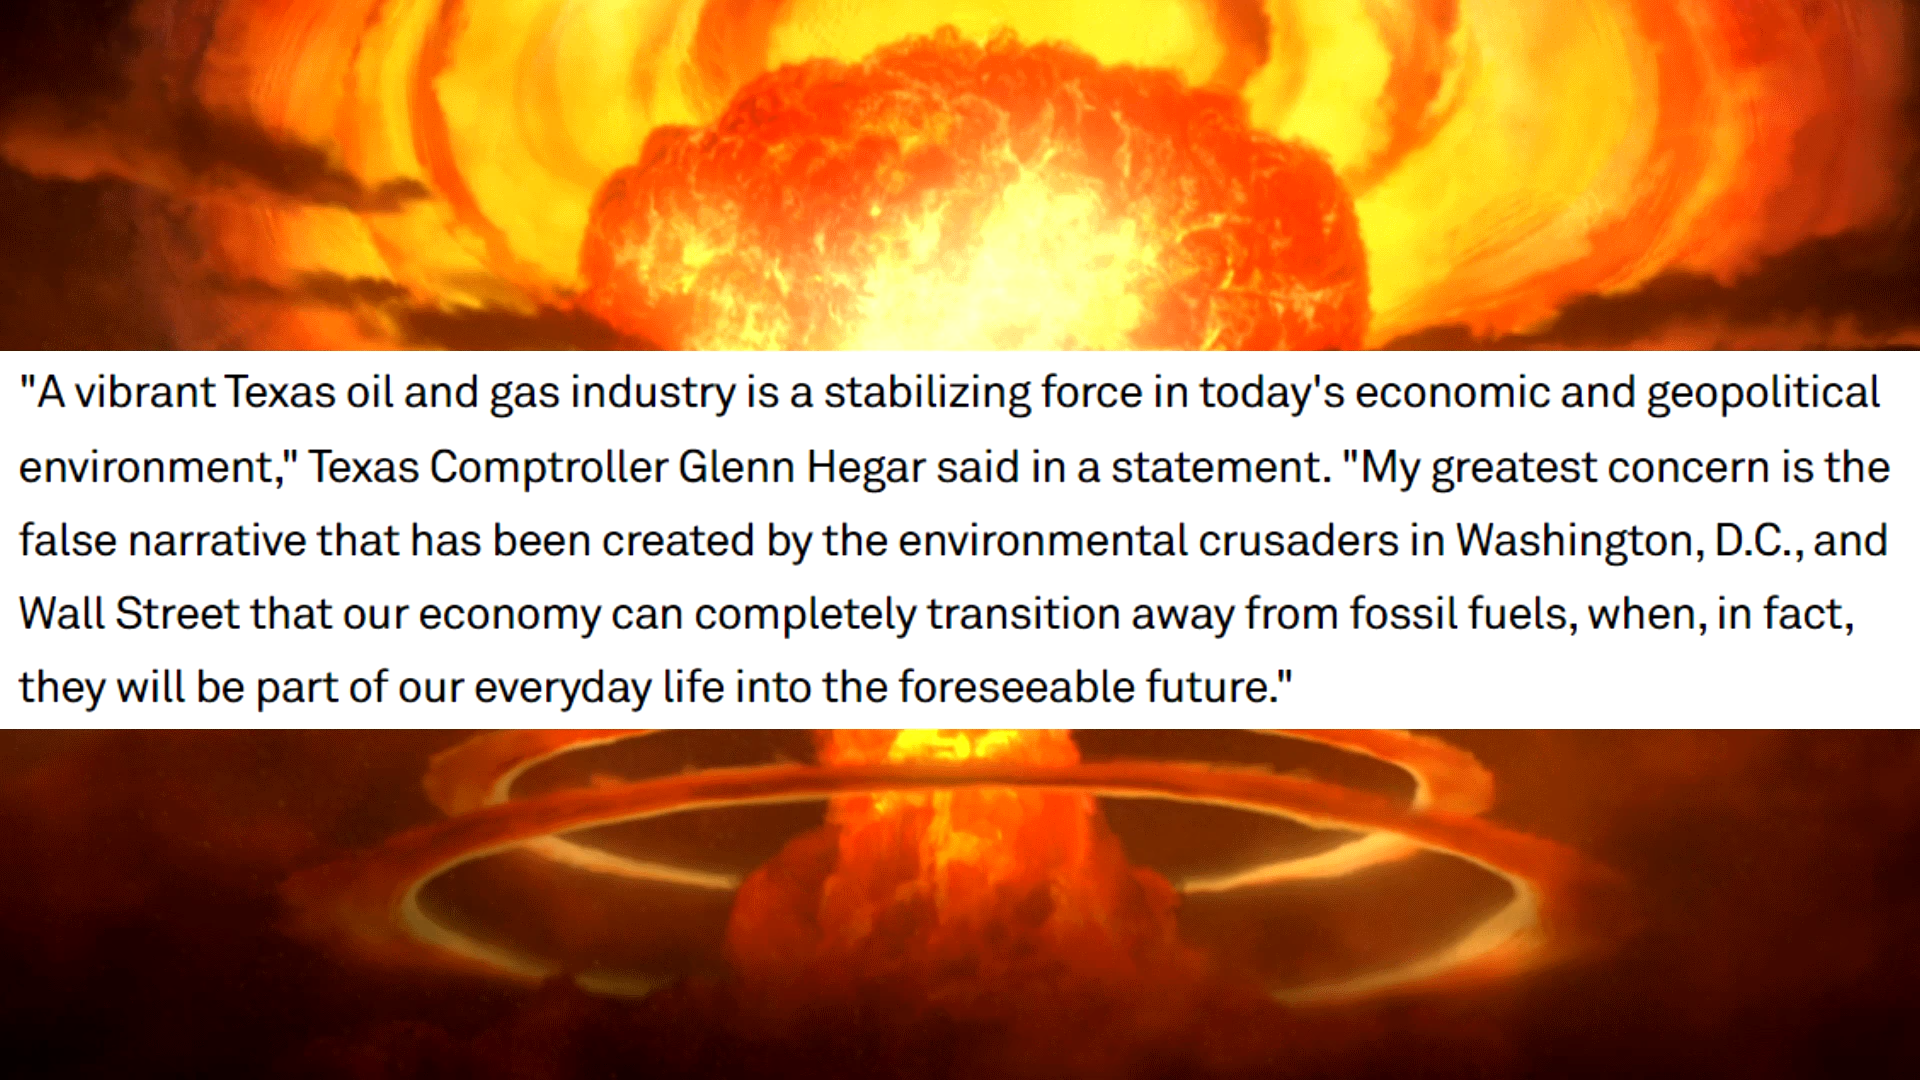 "A vibrant Texas oil and gas industry is a stabilizing force in today's economic and geopolitical
environment," Texas Comptroller Glenn Hegar said in a statement. "My greatest concern is the
false narrative that has been created by the environmental crusaders in Washington, D.C., and
Wall Street that our economy can completely transition away from fossil fuels, when, in fact,
they will be part of our everyday life into the foreseeable future."